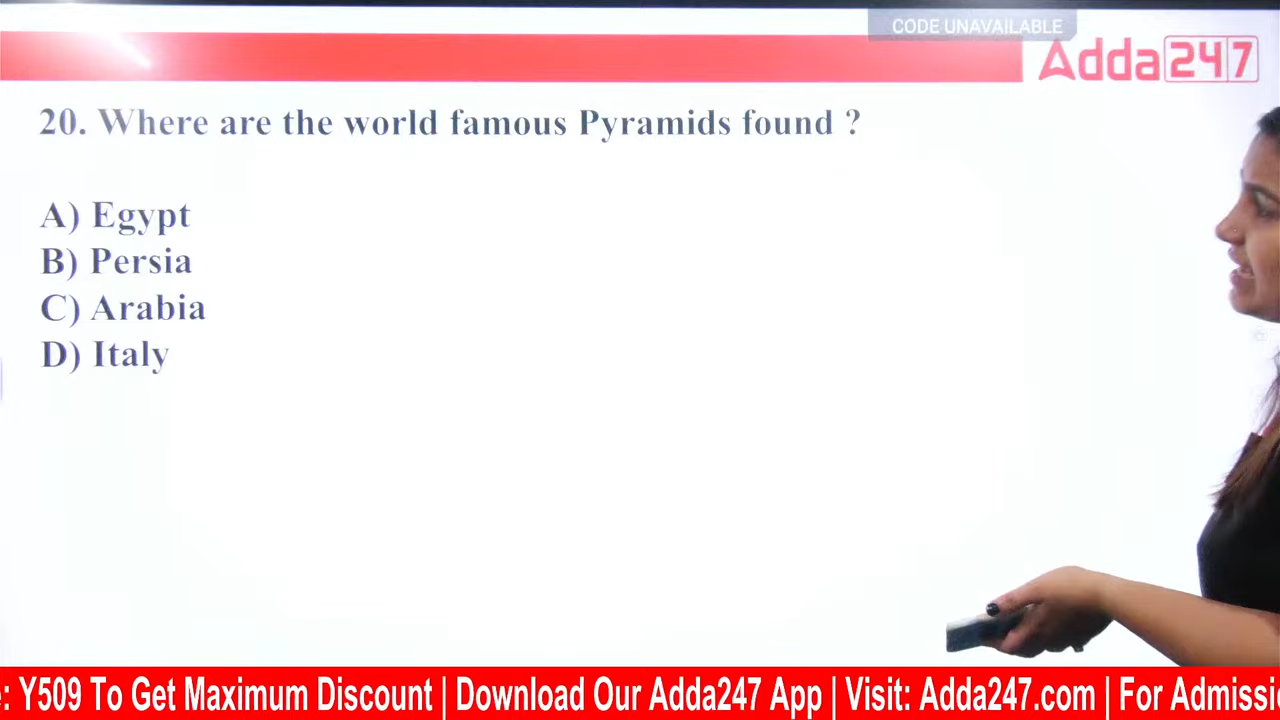 CODE UNAVAILABLE
Adda247
20. Where are the world famous Pyramids found ?
A) Egypt
B) Persia
C) Arabia
D) Italy
: Y509 To Get Maximum Discount | Download Our Adda247 App | Visit: Adda247.com | For Admissi